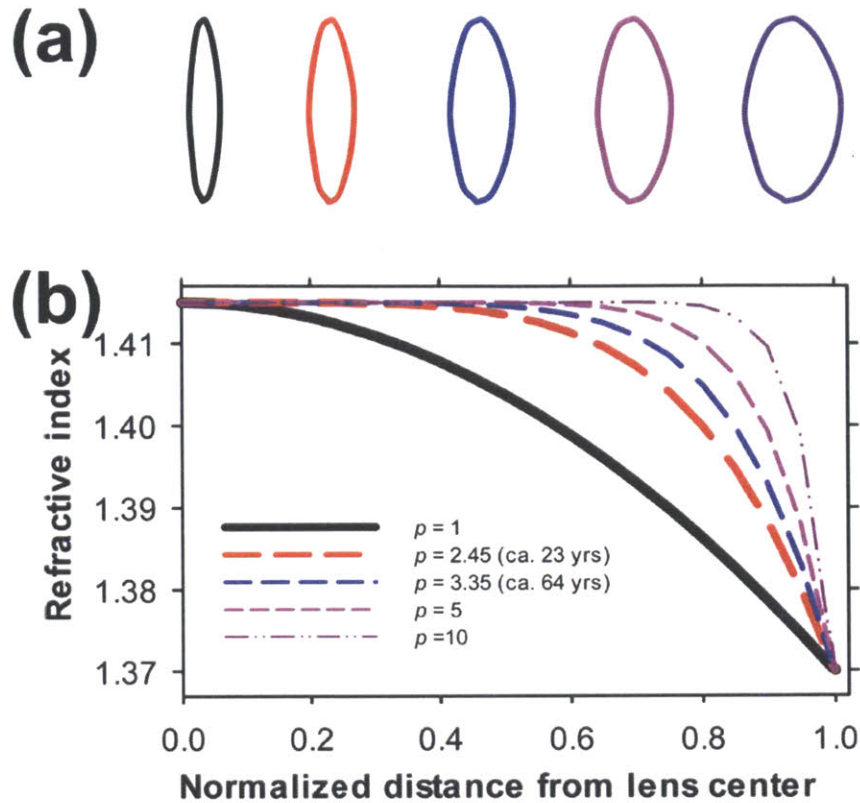 (a)
(b)
Refractive index
1.41
1.40
1.39
1.38
1.37
p = 1
p = 2.45 (ca. 23 yrs)
p = 3.35 (ca. 64 yrs)
p = 5
p =10
0.0 0.2 0.4 0.6 0.8 1.0
Normalized distance from lens center